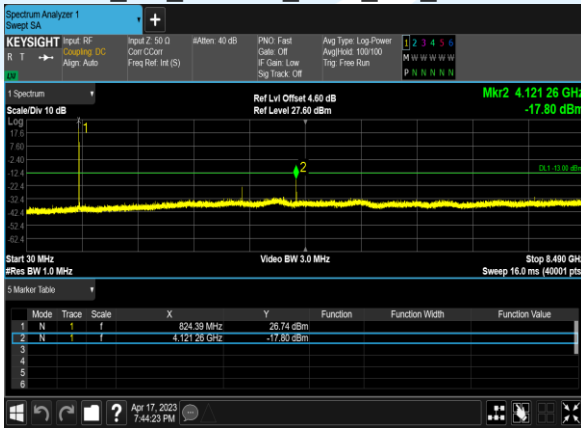 Spectrum Analyzer 1
Swept SA
+
KEYSIGHT Input: RF Input Z: 50 Ω #Atten: 40 dB PNO: Fast Avg Type: Log-Power 1 2 3 4 5 6
R T Coupling: DC Corr CCorr Gate: Off Avg|Hold: 100/100 M W W W W W
Align: Auto Freq Ref: Int (S) IF Gain: Low Trig: Free Run
Sig Track: Off P N N N N N
1 Spectrum Mkr2 4.121 26 GHz
Ref Lvl Offset 4.60 dB
Scale/Div 10 dB Ref Level 27.60 dBm -17.80 dBm
Log
17.6
7.60
-2.40
-12.4
-22.4
-32.4
-42.4
-52.4
-62.4
1
2
DL1 -13.00 dBm
Start 30 MHz Video BW 3.0 MHz Stop 8.490 GHz
#Res BW 1.0 MHz Sweep 16.0 ms (40001 pts)
5 Marker Table
Mode Trace Scale X Y Function Function Width Function Value
1 N 1 f 824.39 MHz 26.74 dBm
2 N 1 f 4.121 26 GHz -17.80 dBm
3
4
5
6
? Apr 17, 2023
7:44:23 PM